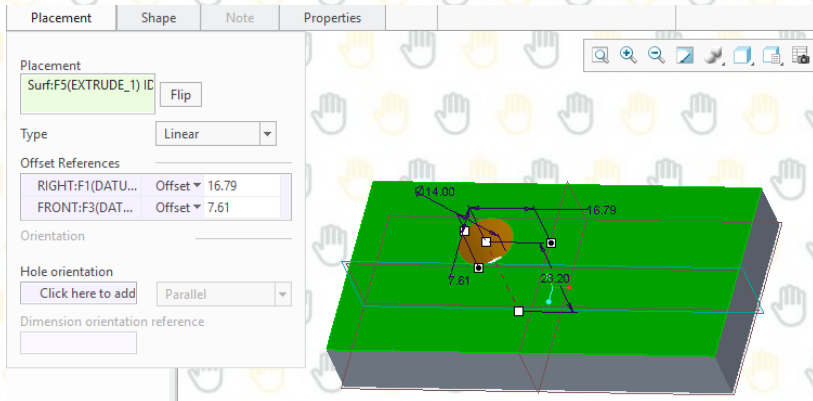 Placement Shape Note Properties
Placement
Surf:F5(EXTRUDE_1) ID
Flip
Type Linear
Offset References
RIGHT:F1(DATU... Offset 16.79
FRONT:F3(DAT... Offset 7.61
Orientation
Hole orientation
Click here to add Parallel
Dimension orientation reference
Ø14.00
16.79
7.61
23.20